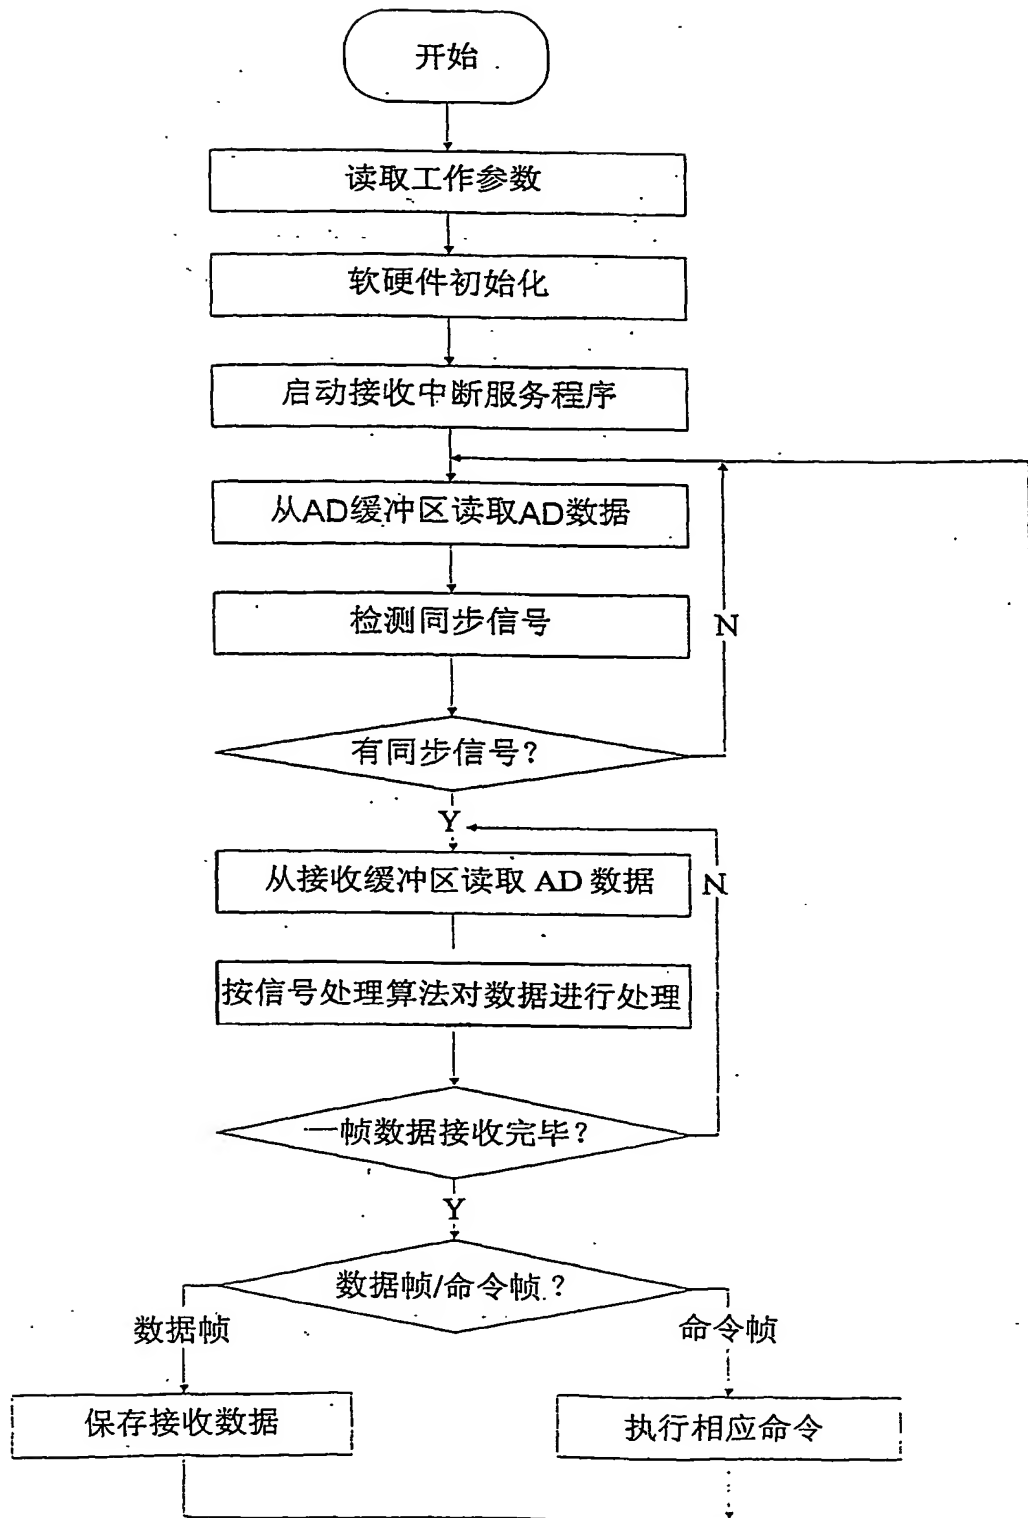 开始
读取工作参数
软硬件初始化
启动接收中断服务程序
从AD缓冲区读取AD数据
检测同步信号
N
有同步信号?
Y
从接收缓冲区读取 AD 数据
N
按信号处理算法对数据进行处理
一帧数据接收完毕?
Y
数据帧/命令帧?
数据帧
命令帧
保存接收数据
执行相应命令